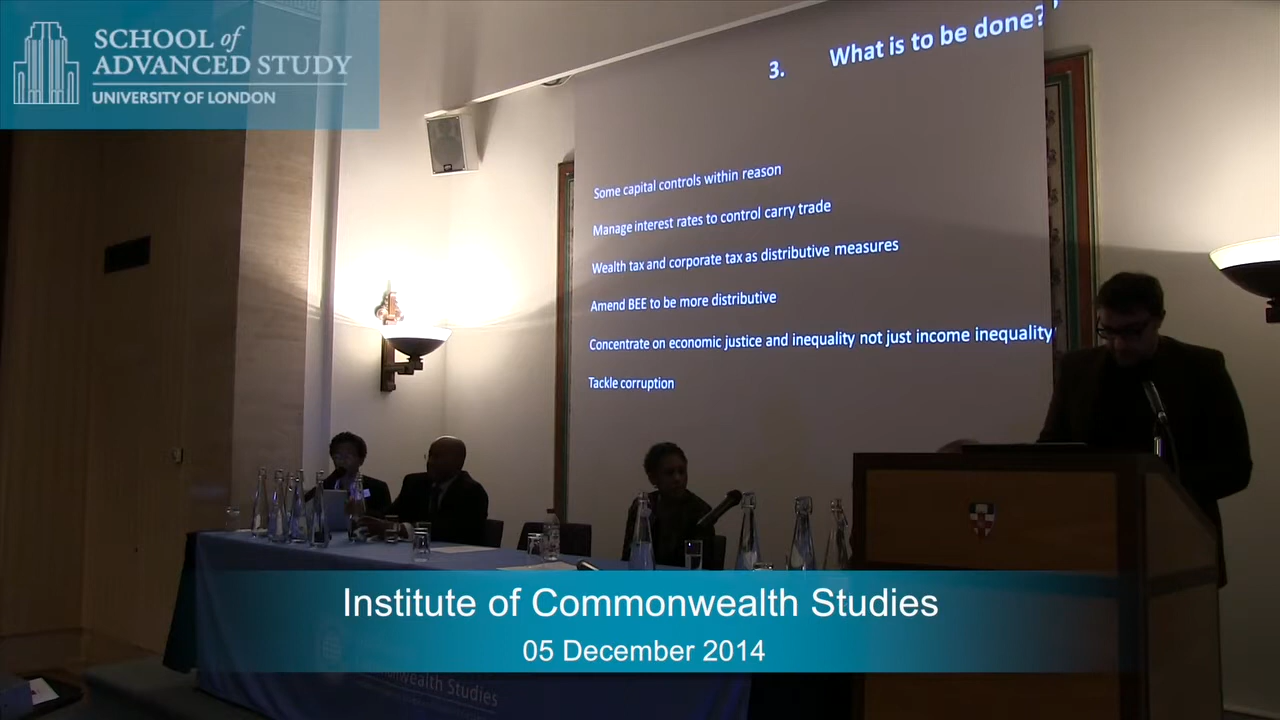 SCHOOL of
ADVANCED STUDY
UNIVERSITY OF LONDON
3. What is to be done?
Some capital controls within reason
Manage interest rates to control carry trade
Wealth tax and corporate tax as distributive measures
Amend BEE to be more distributive
Concentrate on economic justice and inequality not just income inequality
Tackle corruption
Institute of Commonwealth Studies
05 December 2014
Studies